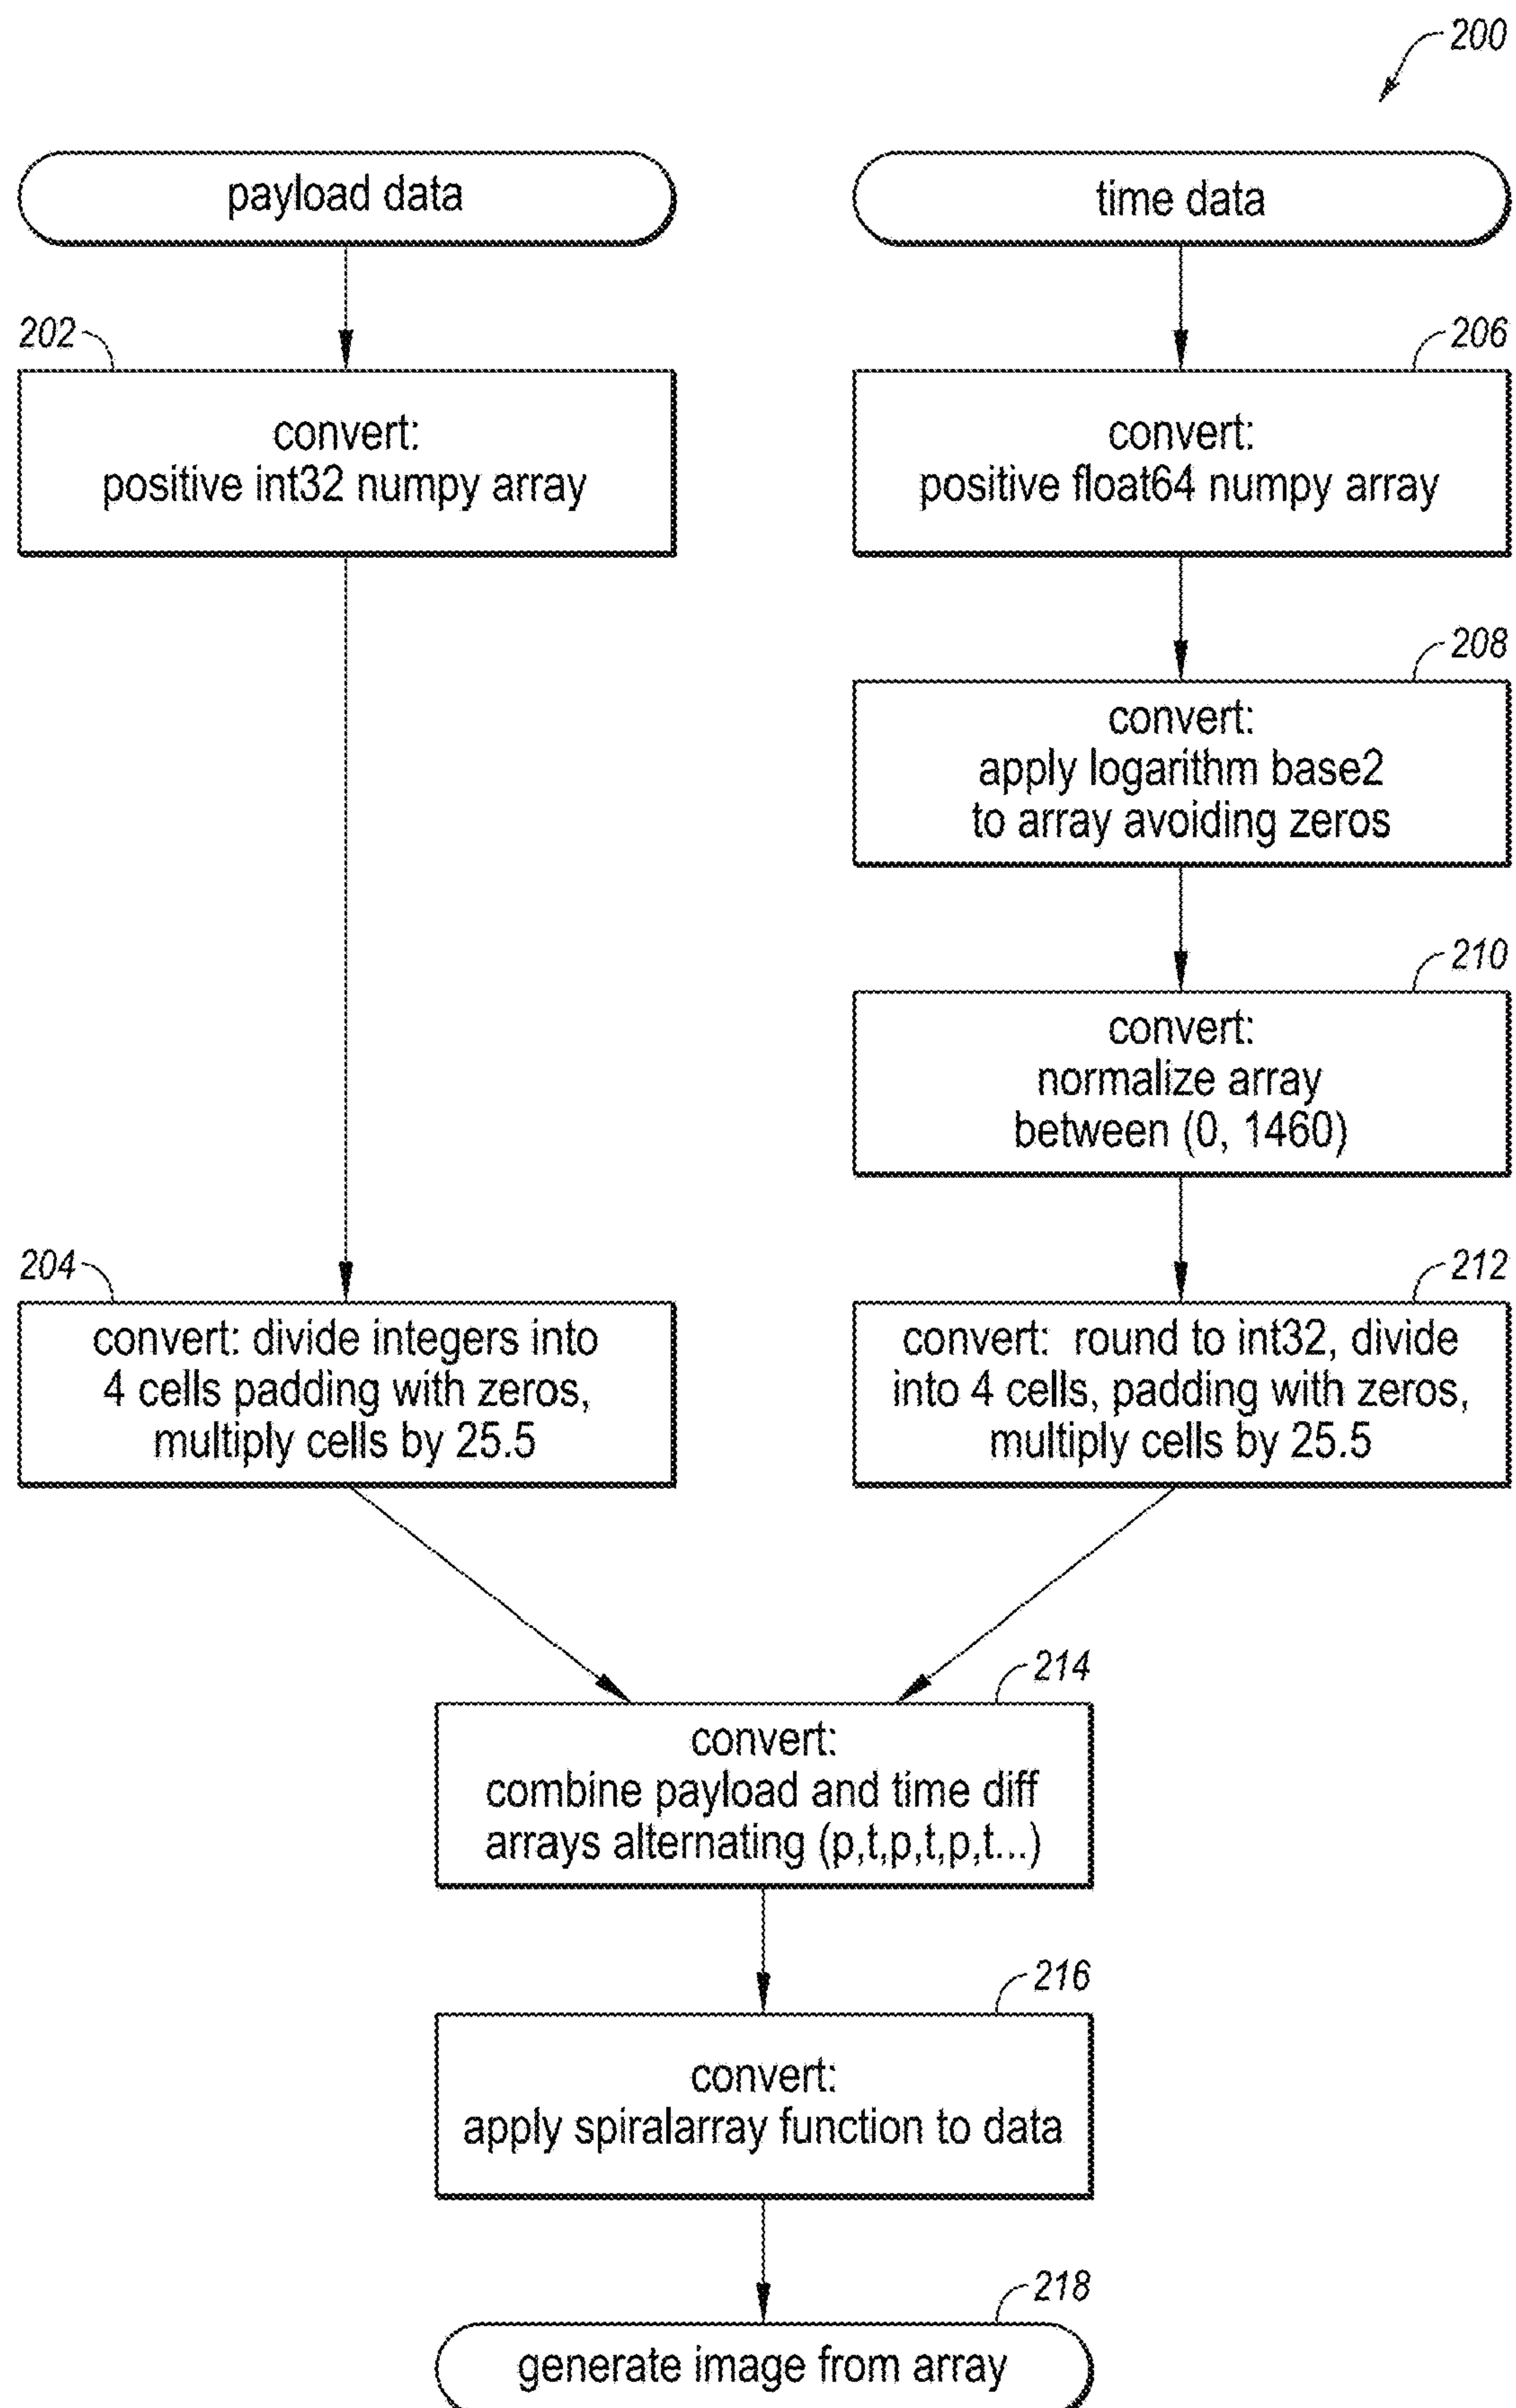 200
payload data
time data
202
206
convert:
positive int32 numpy array
convert:
positive float64 numpy array
208
convert:
apply logarithm base2
to array avoiding zeros
210
convert:
normalize array
between (0, 1460)
204
212
convert: divide integers into
4 cells padding with zeros,
multiply cells by 25.5
convert: round to int32, divide
into 4 cells, padding with zeros,
multiply cells by 25.5
214
convert:
combine payload and time diff
arrays alternating (p,t,p,t,p,t...)
216
convert:
apply spiralarray function to data
218
generate image from array